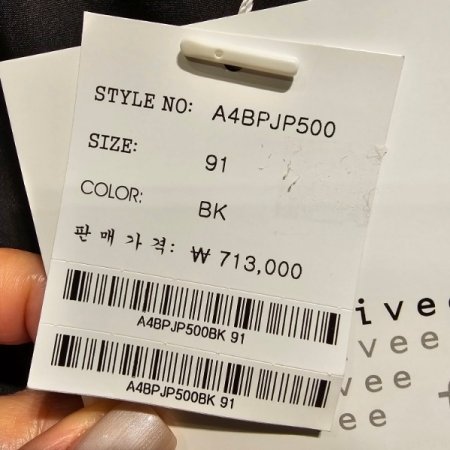 STYLE NO: A4BPJP500
SIZE: 91
COLOR: BK
판매가격: ₩ 713,000
A4BPJP500BK 91
A4BPJP500BK 91
ivee
vee
vee
ee